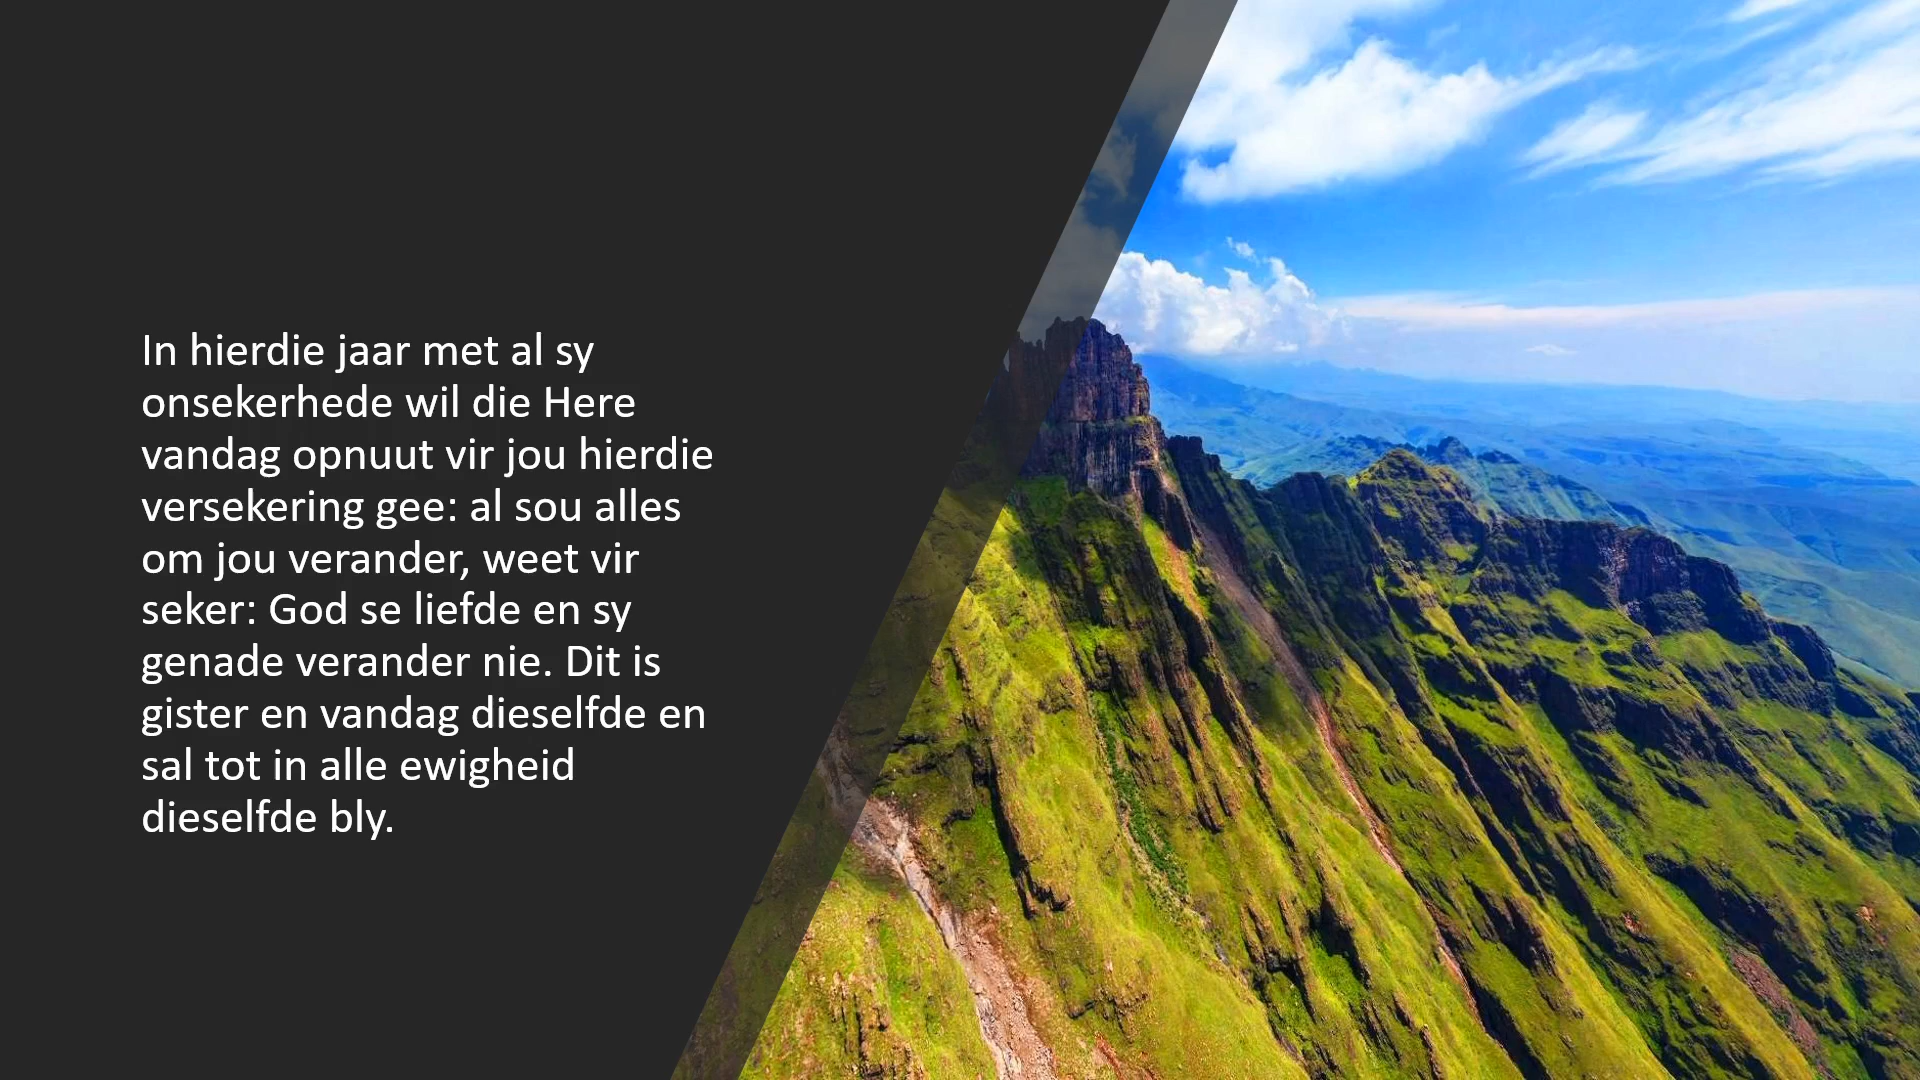 In hierdie jaar met al sy
onsekerhede wil die Here
vandag opnuut vir jou hierdie
versekering gee: al sou alles
om jou verander, weet vir
seker: God se liefde en sy
genade verander nie. Dit is
gister en vandag dieselfde en
sal tot in alle ewigheid
dieselfde bly.